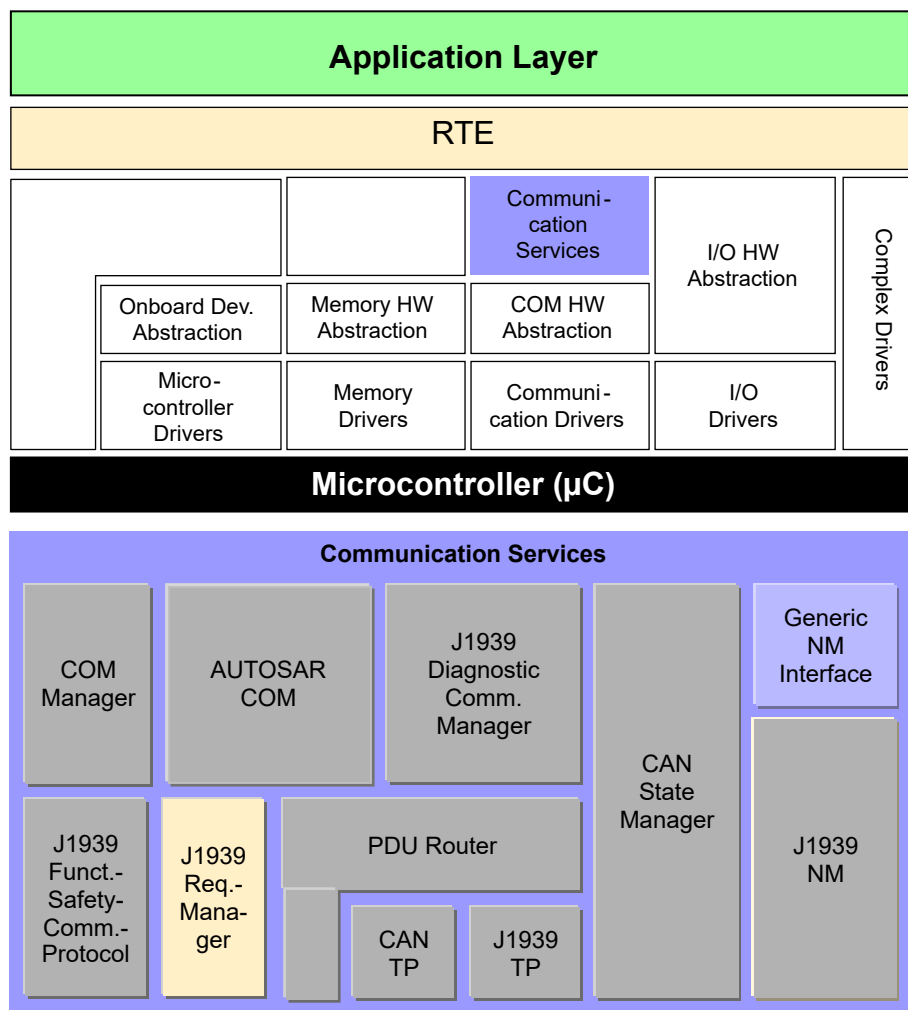 Application Layer
RTE
Communi-
cation
Services
I/O HW
Abstraction
Complex Drivers
Onboard Dev.
Abstraction
Memory HW
Abstraction
COM HW
Abstraction
Micro-
controller
Drivers
Memory
Drivers
Communi-
cation Drivers
I/O
Drivers
Microcontroller (µC)
Communication Services
COM
Manager
AUTOSAR
COM
J1939
Diagnostic
Comm.
Manager
CAN
State
Manager
Generic
NM
Interface
J1939
Funct.-
Safety-
Comm.-
Protocol
J1939
Req.-
Mana-
ger
PDU Router
CAN
TP
J1939
TP
J1939
NM